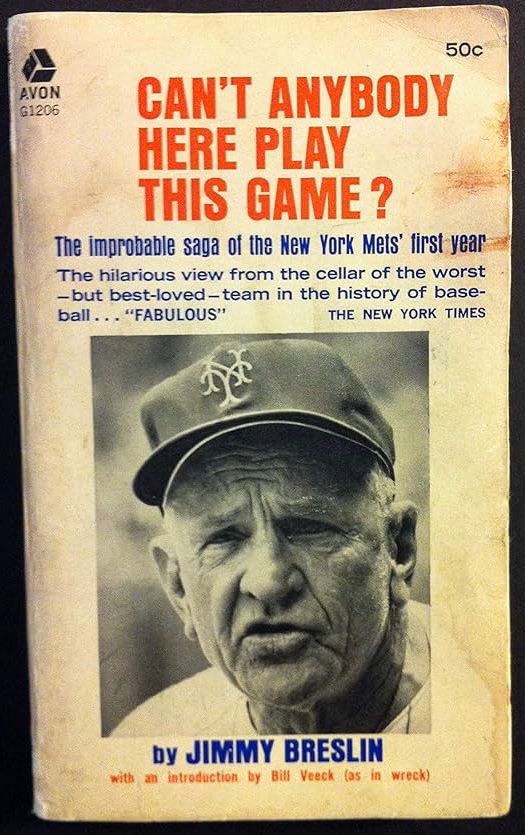 50c
AVON
G1206
CAN'T ANYBODY
HERE PLAY
THIS GAME?
The improbable saga of the New York Mets' first year
The hilarious view from the cellar of the worst
—but best-loved—team in the history of base-
ball... "FABULOUS" THE NEW YORK TIMES
NY
by JIMMY BRESLIN
with an introduction by Bill Veeck (as in wreck)